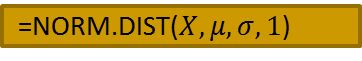 =NORM.DIST(X, μ, σ, 1)